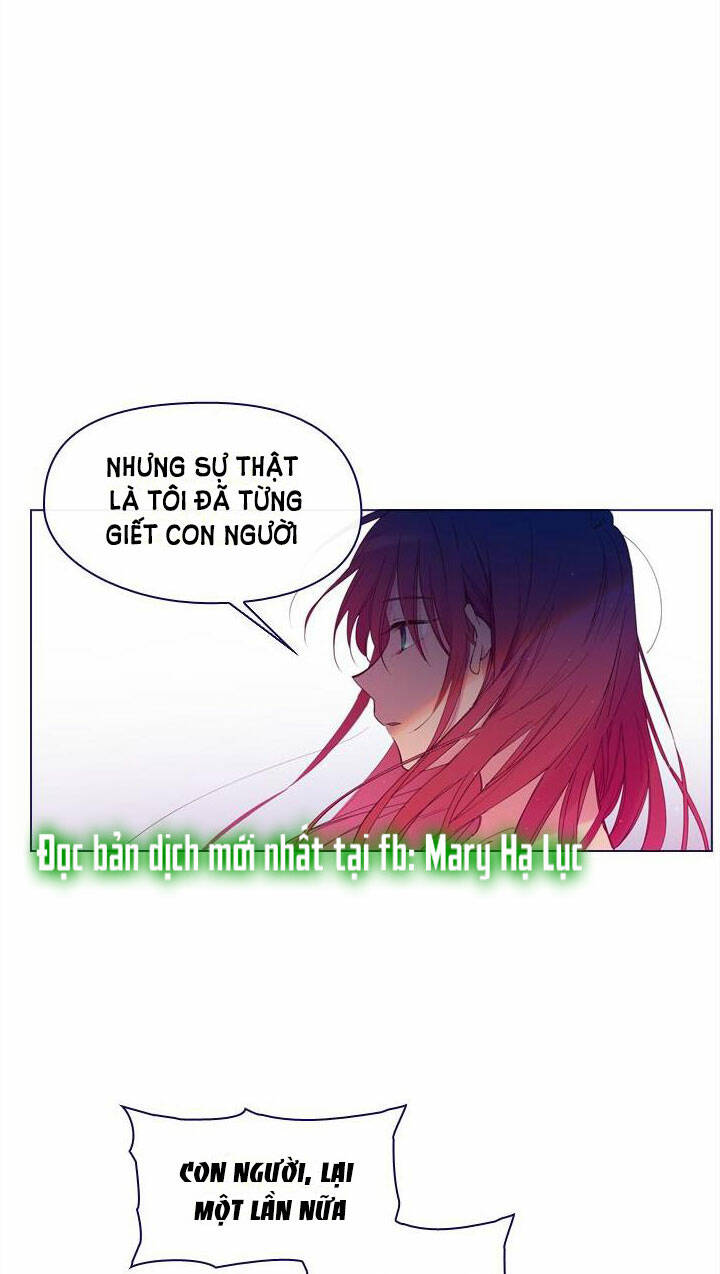 NHƯNG SỰ THẬT
LÀ TÔI ĐÃ TỪNG
GIẾT CON NGƯỜI
Đọc bản dịch mới nhất tại fb: Mary Hạ Lục
CON NGƯỜI, LẠI
MỘT LẦN NỮA